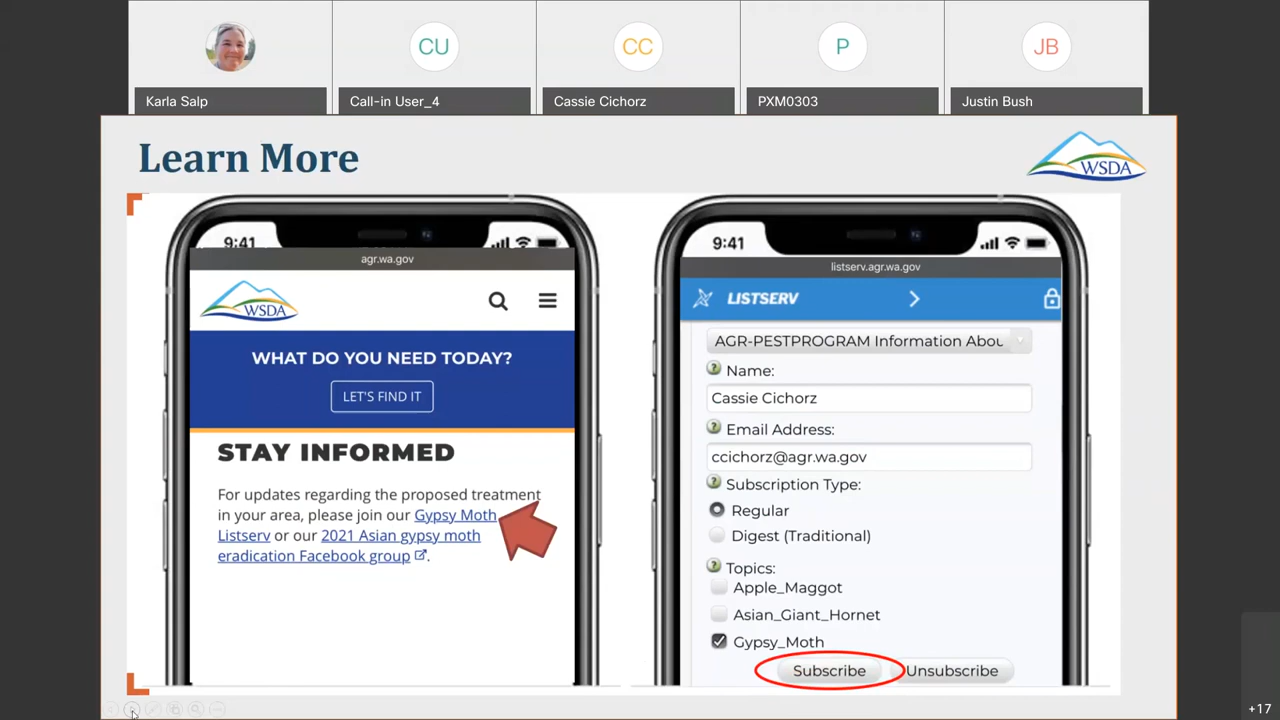 CU
CC
P
JB
Karla Salp
Call-in User_4
Cassie Cichorz
PXM0303
Justin Bush
Learn More
WSDA
9:41
agr.wa.gov
WSDA
WHAT DO YOU NEED TODAY?
LET'S FIND IT
STAY INFORMED
For updates regarding the proposed treatment
in your area, please join our Gypsy Moth
Listserv or our 2021 Asian gypsy moth
eradication Facebook group.
9:41
listserv.agr.wa.gov
LISTSERV
AGR-PESTPROGRAM Information Abou
? Name:
Cassie Cichorz
? Email Address:
ccichorz@agr.wa.gov
? Subscription Type:
Regular
Digest (Traditional)
? Topics:
Apple_Maggot
Asian_Giant_Hornet
Gypsy_Moth
Subscribe Unsubscribe
+17